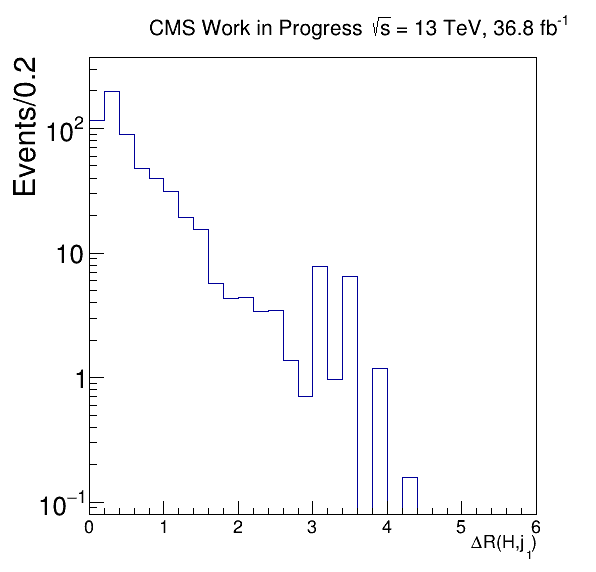 CMS Work in Progress √s = 13 TeV, 36.8 fb⁻¹
Events/0.2
10²
10
1
10⁻¹
0 1 2 3 4 5 6
ΔR(H,j₁)